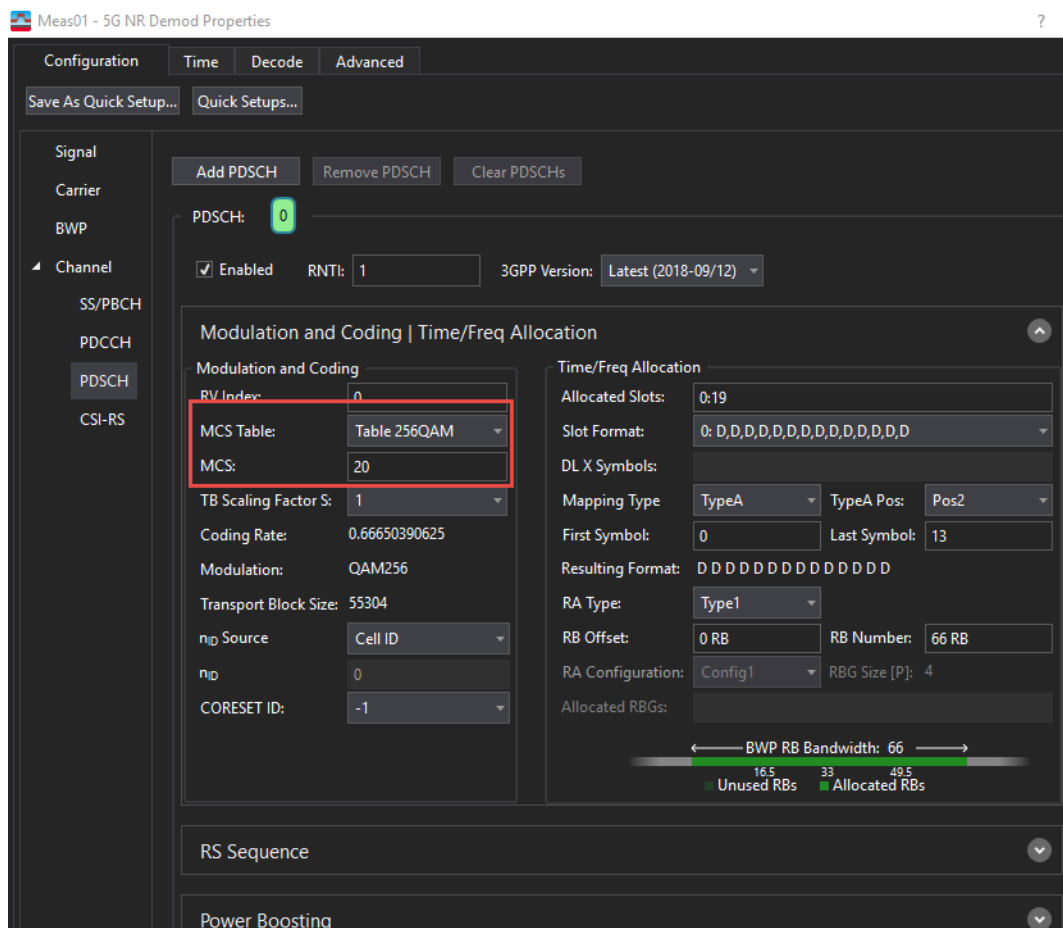 Meas01 - 5G NR Demod Properties ?
Configuration Time Decode Advanced
Save As Quick Setup... Quick Setups...
Signal
Carrier
BWP
Channel
SS/PBCH
PDCCH
PDSCH
CSI-RS
Add PDSCH Remove PDSCH Clear PDSCHs
PDSCH: 0
Enabled RNTI: 1 3GPP Version: Latest (2018-09/12)
Modulation and Coding | Time/Freq Allocation
Modulation and Coding
RV Index: 0
MCS Table: Table 256QAM
MCS: 20
TB Scaling Factor S: 1
Coding Rate: 0.66650390625
Modulation: QAM256
Transport Block Size: 55304
nID Source Cell ID
nID 0
CORESET ID: -1
Time/Freq Allocation
Allocated Slots: 0:19
Slot Format: 0: D,D,D,D,D,D,D,D,D,D,D,D,D,D
DL X Symbols:
Mapping Type TypeA TypeA Pos: Pos2
First Symbol: 0 Last Symbol: 13
Resulting Format: D D D D D D D D D D D D D D
RA Type: Type1
RB Offset: 0 RB RB Number: 66 RB
RA Configuration: Config1 RBG Size [P]: 4
Allocated RBGs:
BWP RB Bandwidth: 66
16.5 33 49.5
Unused RBs Allocated RBs
RS Sequence
Power Boosting